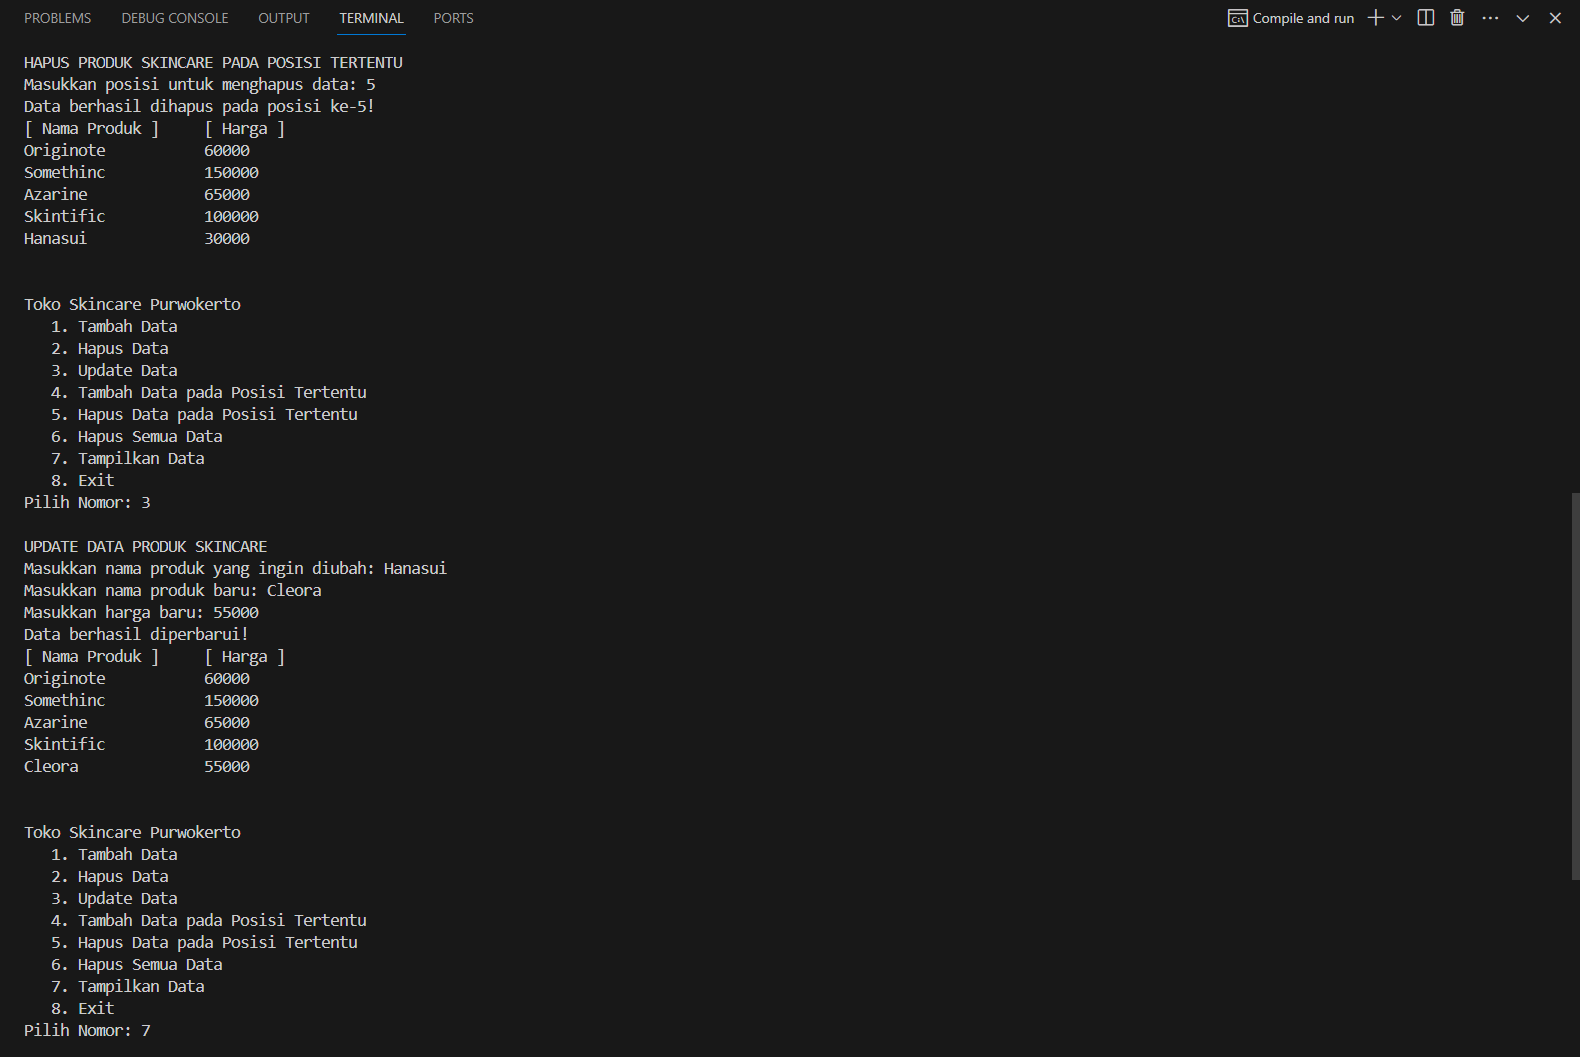 PROBLEMS DEBUG CONSOLE OUTPUT TERMINAL PORTS Compile and run
HAPUS PRODUK SKINCARE PADA POSISI TERTENTU
Masukkan posisi untuk menghapus data: 5
Data berhasil dihapus pada posisi ke-5!
[ Nama Produk ]     [ Harga ]
Originote           60000
Somethinc           150000
Azarine             65000
Skintific           100000
Hanasui             30000
Toko Skincare Purwokerto
1. Tambah Data
2. Hapus Data
3. Update Data
4. Tambah Data pada Posisi Tertentu
5. Hapus Data pada Posisi Tertentu
6. Hapus Semua Data
7. Tampilkan Data
8. Exit
Pilih Nomor: 3
UPDATE DATA PRODUK SKINCARE
Masukkan nama produk yang ingin diubah: Hanasui
Masukkan nama produk baru: Cleora
Masukkan harga baru: 55000
Data berhasil diperbarui!
[ Nama Produk ]     [ Harga ]
Originote           60000
Somethinc           150000
Azarine             65000
Skintific           100000
Cleora              55000
Toko Skincare Purwokerto
1. Tambah Data
2. Hapus Data
3. Update Data
4. Tambah Data pada Posisi Tertentu
5. Hapus Data pada Posisi Tertentu
6. Hapus Semua Data
7. Tampilkan Data
8. Exit
Pilih Nomor: 7